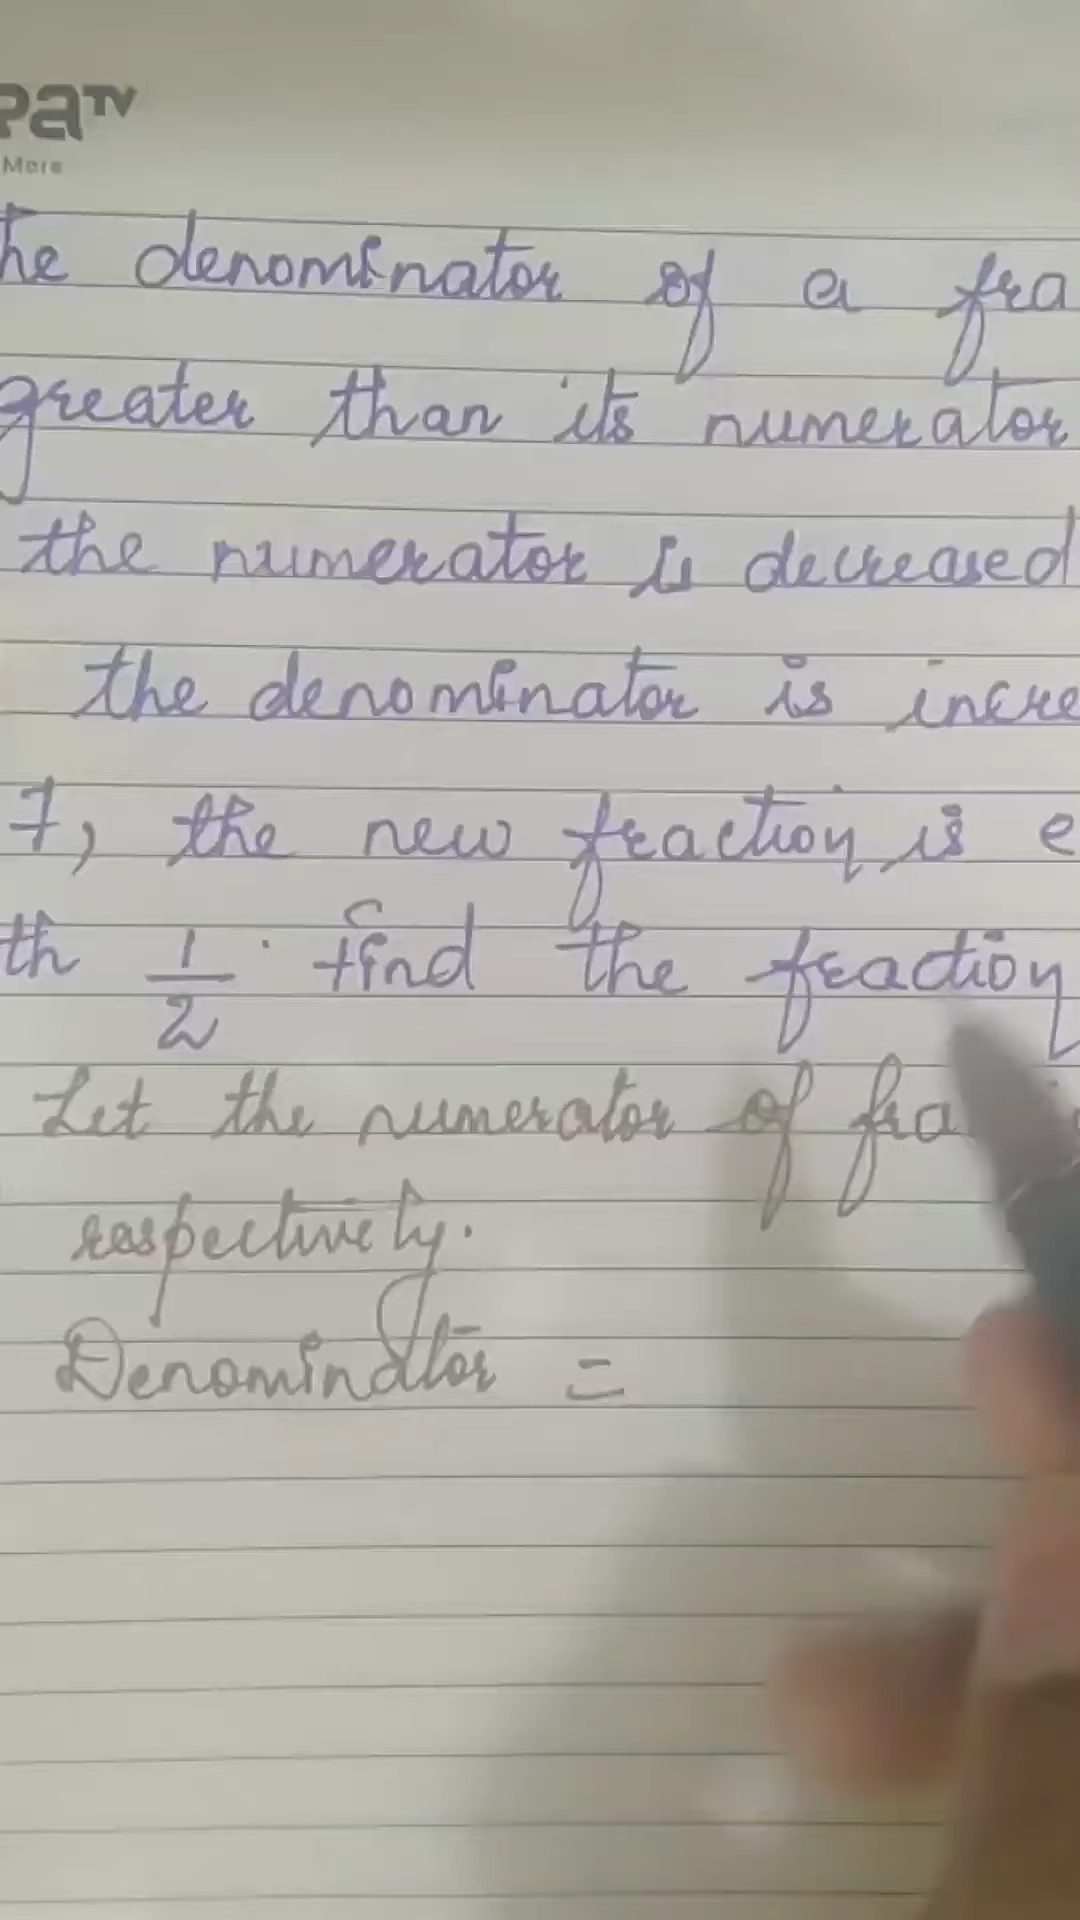 TV
More
he denominator of a fra
greater than its numerator
the numerator is decreased
the denominator is incre
7, the new fraction is e
th 1/2. find the fraction
Let the numerator of fra
respectively.
Denominator =